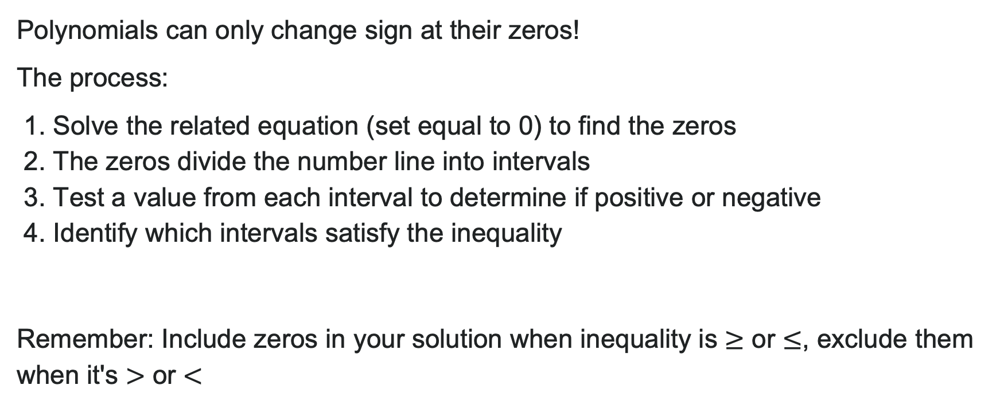 Polynomials can only change sign at their zeros!
The process:
1. Solve the related equation (set equal to 0) to find the zeros
2. The zeros divide the number line into intervals
3. Test a value from each interval to determine if positive or negative
4. Identify which intervals satisfy the inequality
Remember: Include zeros in your solution when inequality is ≥ or ≤, exclude them
when it's > or <